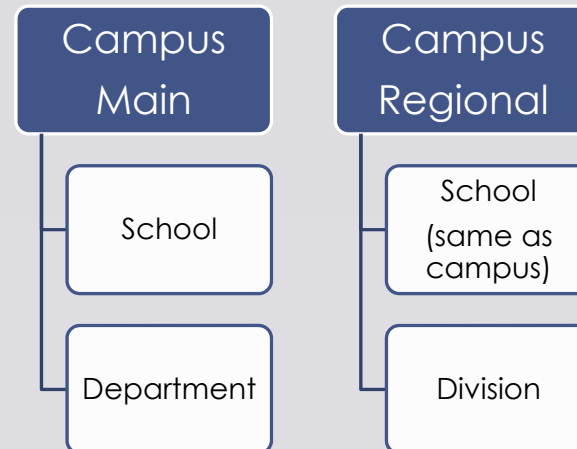 Campus
Main
School
Department
Campus
Regional
School
(same as
campus)
Division